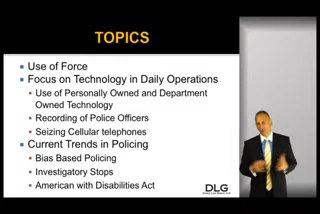 TOPICS
Use of Force
Focus on Technology in Daily Operations
Use of Personally Owned and Department
Owned Technology
Recording of Police Officers
Seizing Cellular telephones
Current Trends in Policing
Bias Based Policing
Investigatory Stops
American with Disabilities Act
DLG